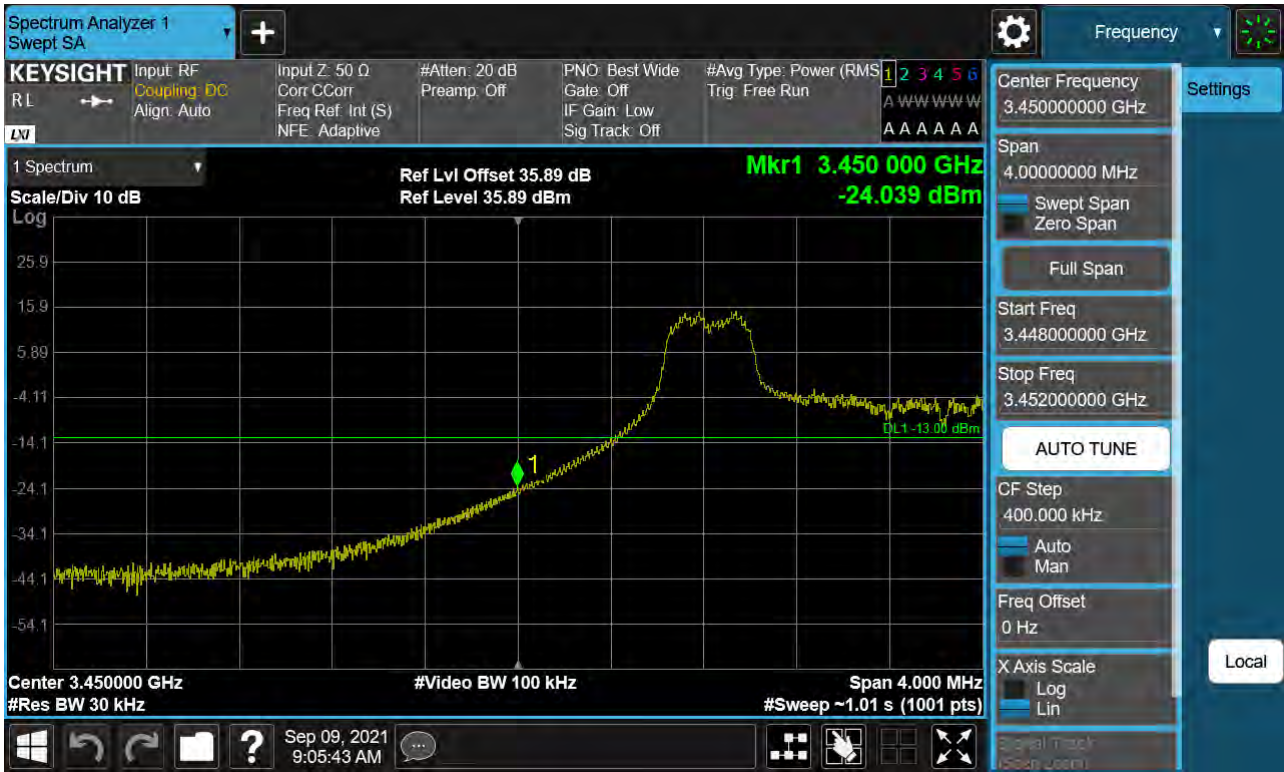 Spectrum Analyzer 1
Swept SA
+
Frequency
KEYSIGHT
RL
LXI
Input: RF
Coupling: DC
Align: Auto
Input Z: 50 Ω
Corr CCorr
Freq Ref: Int (S)
NFE: Adaptive
#Atten: 20 dB
Preamp: Off
PNO: Best Wide
Gate: Off
IF Gain: Low
Sig Track: Off
#Avg Type: Power (RMS
Trig: Free Run
1 2 3 4 5 6
A W W W W W
A A A A A A
1 Spectrum
Scale/Div 10 dB
Log
Ref Lvl Offset 35.89 dB
Ref Level 35.89 dBm
Mkr1 3.450 000 GHz
-24.039 dBm
25.9
15.9
5.89
-4.11
-14.1
-24.1
-34.1
-44.1
-54.1
1
DL1 -13.00 dBm
Center 3.450000 GHz
#Res BW 30 kHz
#Video BW 100 kHz
Span 4.000 MHz
#Sweep ~1.01 s (1001 pts)
Center Frequency
3.450000000 GHz
Settings
Span
4.00000000 MHz
Swept Span
Zero Span
Full Span
Start Freq
3.448000000 GHz
Stop Freq
3.452000000 GHz
AUTO TUNE
CF Step
400.000 kHz
Auto
Man
Freq Offset
0 Hz
X Axis Scale
Log
Lin
Local
Signal Track
(Span Zoom)
?
Sep 09, 2021
9:05:43 AM